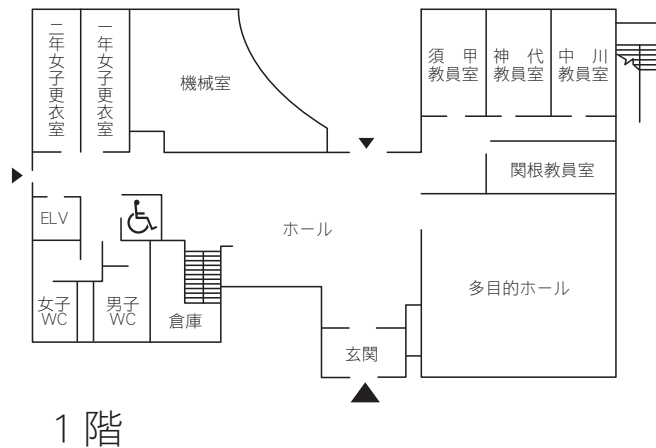 二年女子更衣室
一年女子更衣室
機械室
須甲
教員室
神代
教員室
中川
教員室
関根教員室
ELV
ホール
多目的ホール
女子
WC
男子
WC
倉庫
玄関
1階